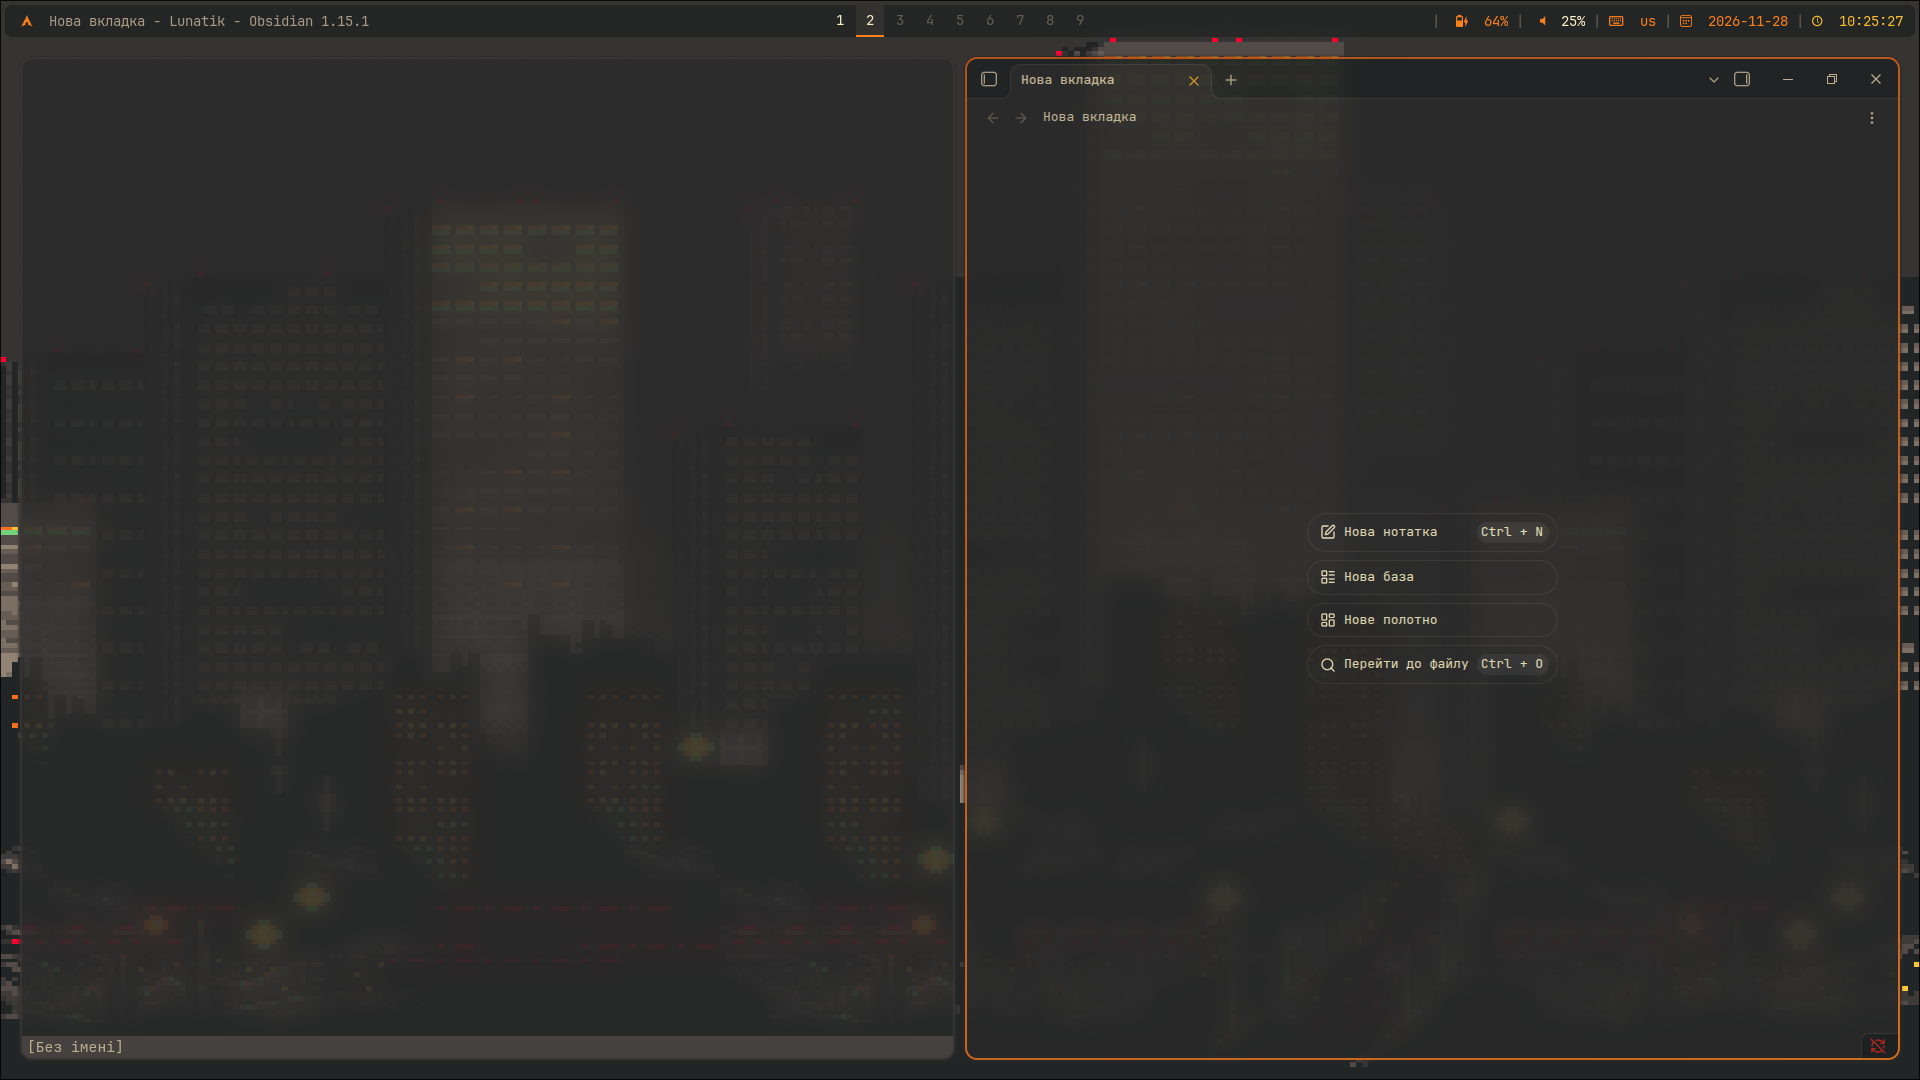 Нова вкладка - Lunatik - Obsidian 1.15.1
1 2 3 4 5 6 7 8 9
| 64% | 25% | us | 2026-11-28 | 10:25:27
Нова вкладка
Нова вкладка
Нова нотатка Ctrl + N
Нова база
Нове полотно
Перейти до файлу Ctrl + O
[Без імені]